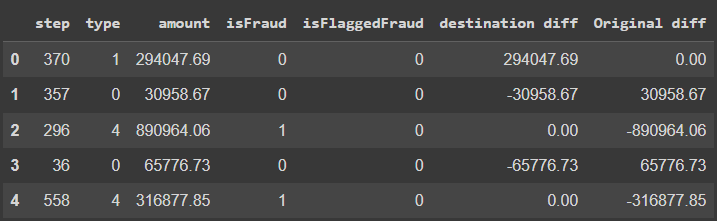 step type amount isFraud isFlaggedFraud destination diff Original diff
0 370 1 294047.69 0 0 294047.69 0.00
1 357 0 30958.67 0 0 -30958.67 30958.67
2 296 4 890964.06 1 0 0.00 -890964.06
3 36 0 65776.73 0 0 -65776.73 65776.73
4 558 4 316877.85 1 0 0.00 -316877.85